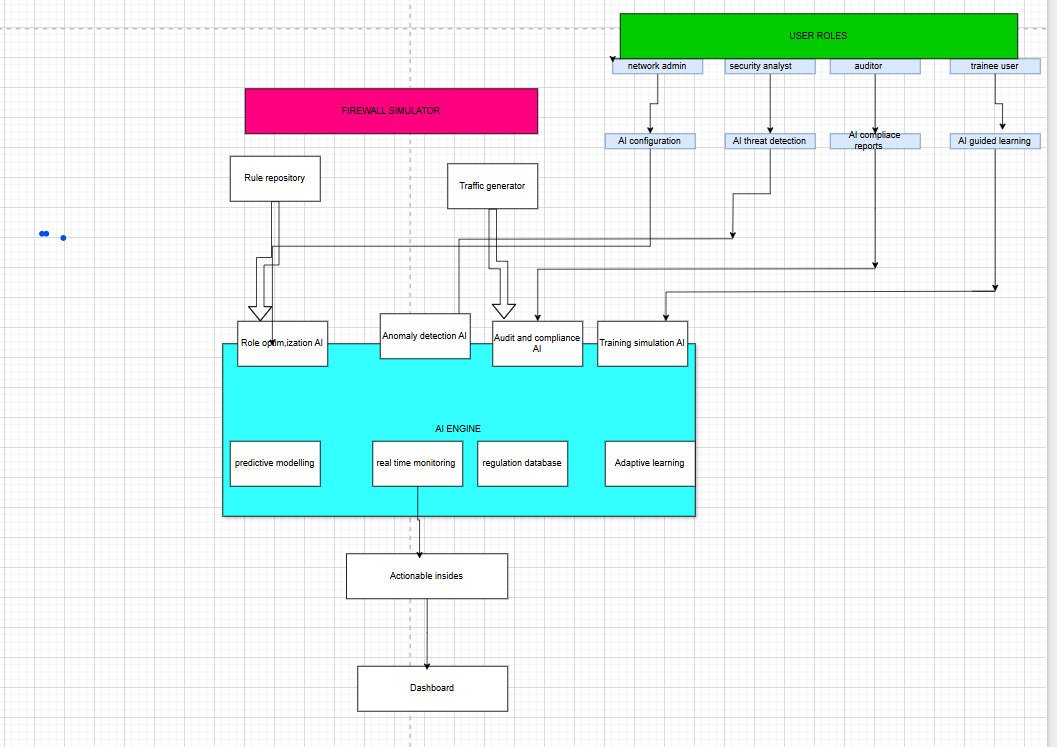 USER ROLES
network admin
security analyst
auditor
trainee user
FIREWALL SIMULATOR
AI configuration
AI threat detection
AI compliace
reports
AI guided learning
Rule repository
Traffic generator
Role optim,ization AI
Anomaly detection AI
Audit and compliance
AI
Training simulation AI
AI ENGINE
predictive modelling
real time monitoring
regulation database
Adaptive learning
Actionable insides
Dashboard